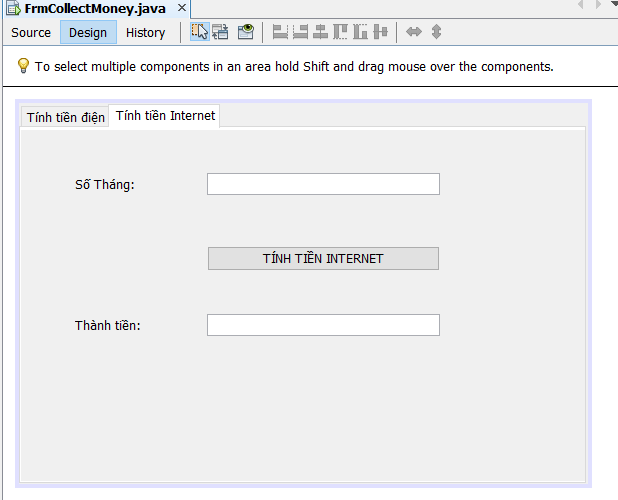 FrmCollectMoney.java ×
Source Design History
To select multiple components in an area hold Shift and drag mouse over the components.
Tính tiền điện Tính tiền Internet
Số Tháng:
TÍNH TIỀN INTERNET
Thành tiền: